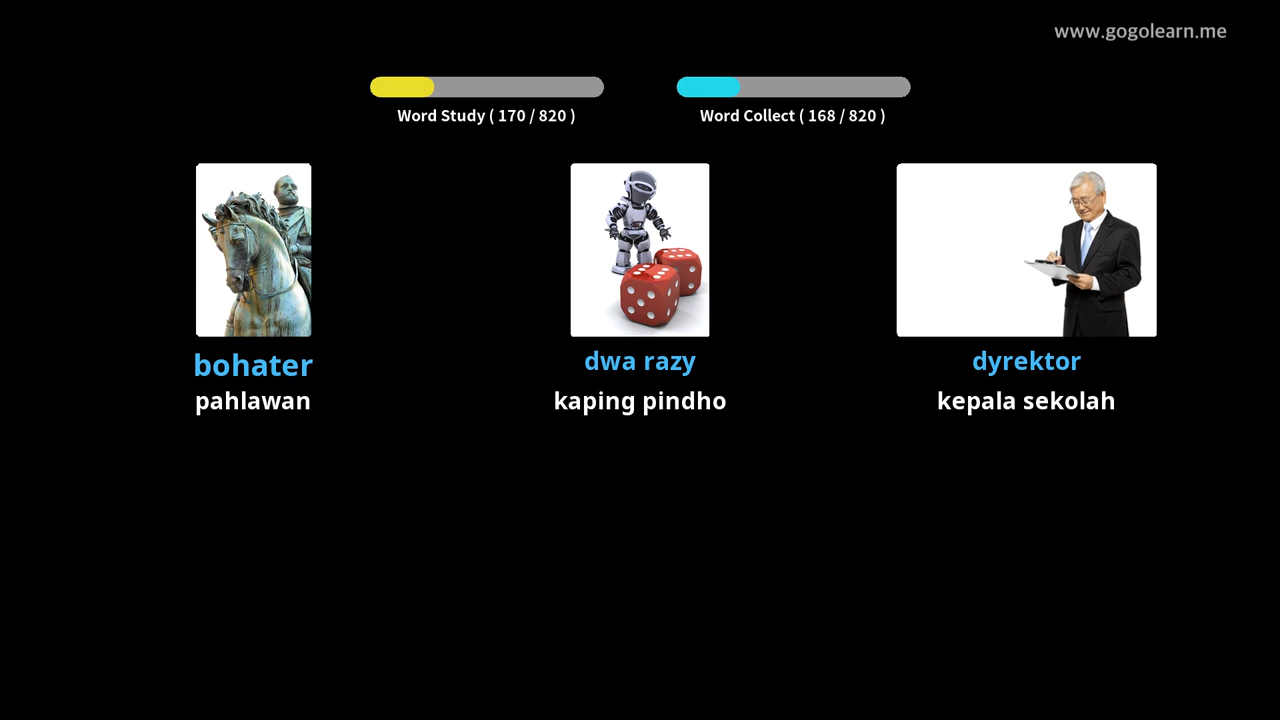 www.gogolearn.me
Word Study ( 170 / 820 )
Word Collect ( 168 / 820 )
bohater
pahlawan
dwa razy
kaping pindho
dyrektor
kepala sekolah